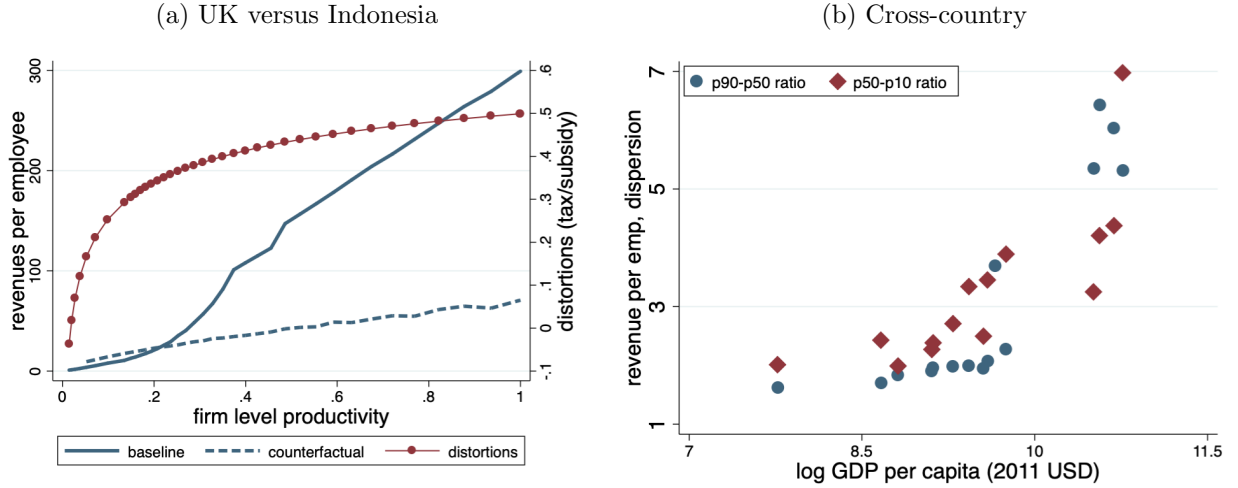 (a) UK versus Indonesia
revenues per employee
0 100 200 300
distortions (tax/subsidy)
-.1 0 .1 .2 .3 .4 .5 .6
0 .2 .4 .6 .8 1
firm level productivity
baseline counterfactual distortions
(b) Cross-country
p90-p50 ratio p50-p10 ratio
revenue per emp, dispersion
1 3 5 7
7 8.5 10 11.5
log GDP per capita (2011 USD)